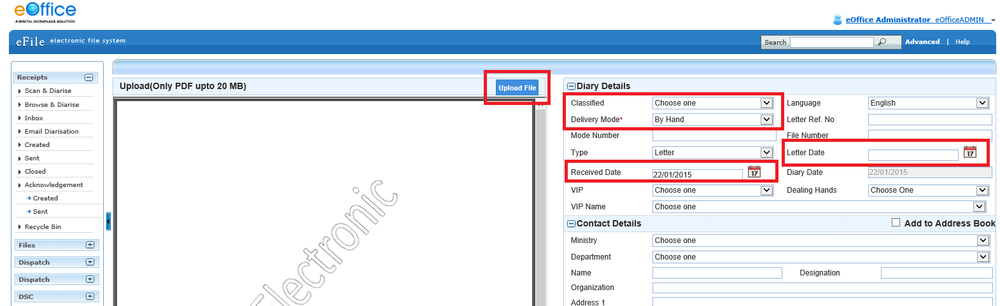 eOffice
A DIGITAL WORKPLACE SOLUTION
eOffice Administrator eOfficeADMIN
eFile electronic file system
Search
Advanced | Help
Receipts
Scan & Diarise
Browse & Diarise
Inbox
Email Diarisation
Created
Sent
Closed
Acknowledgement
Created
Sent
Recycle Bin
Files
Dispatch
Dispatch
DSC
Upload(Only PDF upto 20 MB)
Upload File
Electronic
Diary Details
Classified Choose one Language English
Delivery Mode* By Hand Letter Ref. No
Mode Number File Number
Type Letter Letter Date 17
Received Date 22/01/2015 17 Diary Date 22/01/2015
VIP Choose one Dealing Hands Choose One
VIP Name Choose one
Contact Details Add to Address Book
Ministry Choose one
Department Choose one
Name Designation
Organization
Address 1